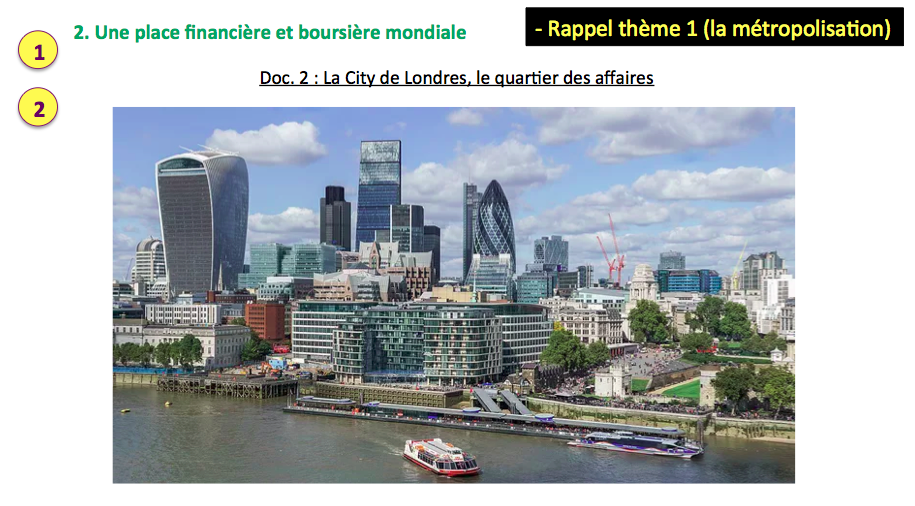 2. Une place financière et boursière mondiale
- Rappel thème 1 (la métropolisation)
1
2
Doc. 2 : La City de Londres, le quartier des affaires